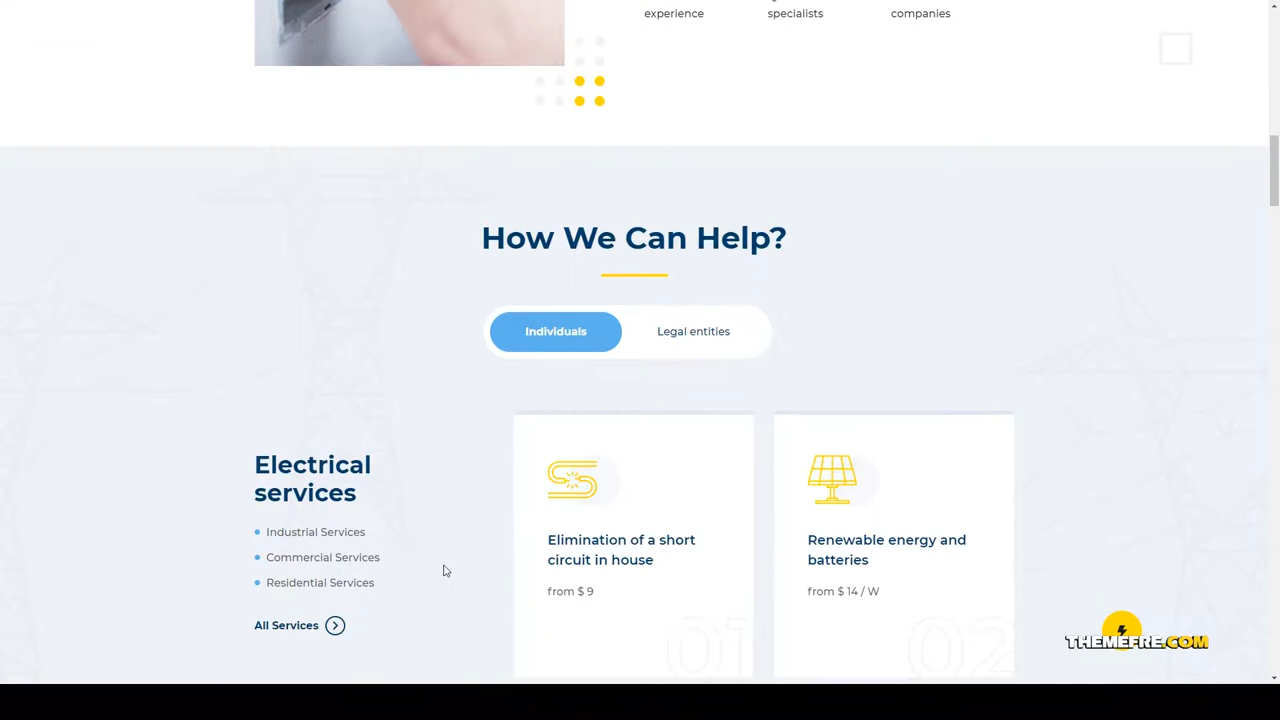 experience
specialists
companies
How We Can Help?
Individuals
Legal entities
Electrical
services
Industrial Services
Commercial Services
Residential Services
All Services
Elimination of a short
circuit in house
from $ 9
01
Renewable energy and
batteries
from $ 14 / W
02
THEMEFRE.COM